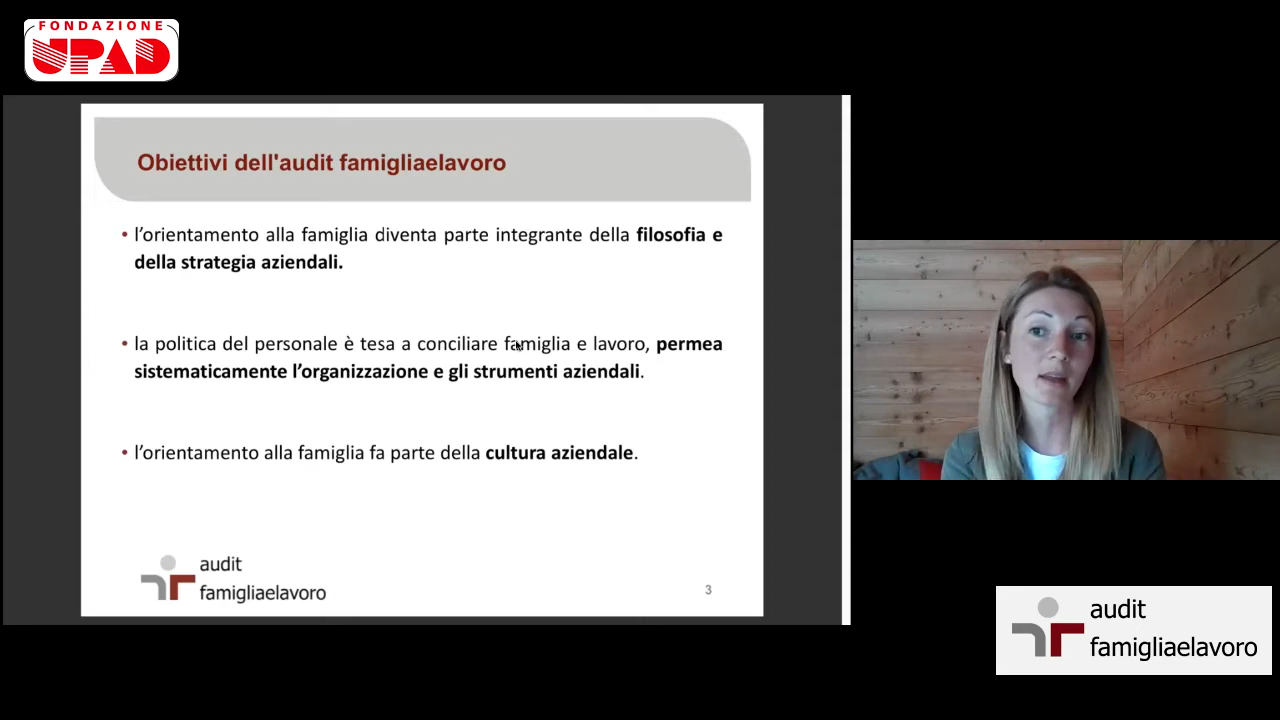 FONDAZIONE
UPAD
Obiettivi dell'audit famigliaelavoro
• l’orientamento alla famiglia diventa parte integrante della filosofia e
della strategia aziendali.
• la politica del personale è tesa a conciliare famiglia e lavoro, permea
sistematicamente l’organizzazione e gli strumenti aziendali.
• l’orientamento alla famiglia fa parte della cultura aziendale.
audit
famigliaelavoro
3
audit
famigliaelavoro